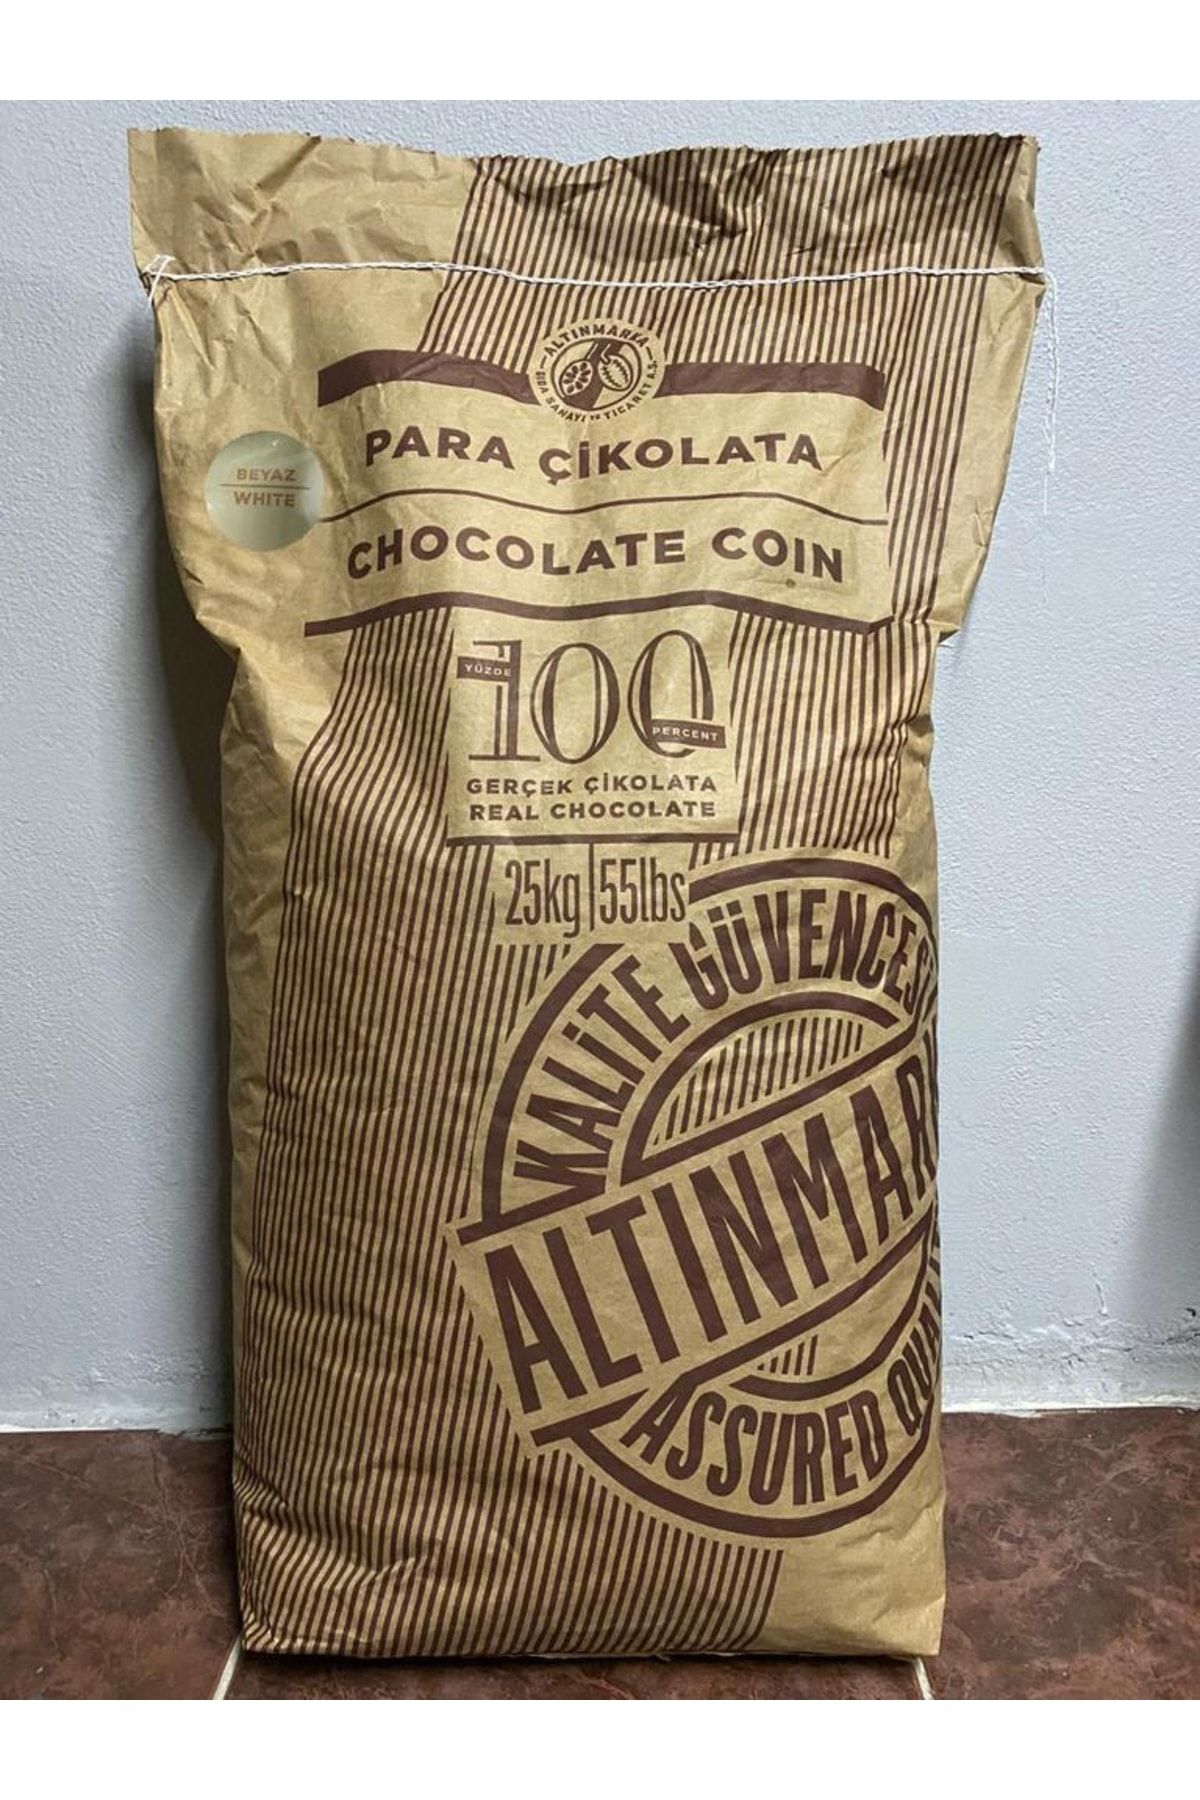 ALTINMARKA
GIDA SANAYİ VE TİCARET A.Ş.
PARA ÇİKOLATA
BEYAZ
WHITE
CHOCOLATE COIN
YÜZDE
100
PERCENT
GERÇEK ÇİKOLATA
REAL CHOCOLATE
25kg|55lbs
KALİTE GÜVENCESİ
ALTINMARK
ASSURED QUAL